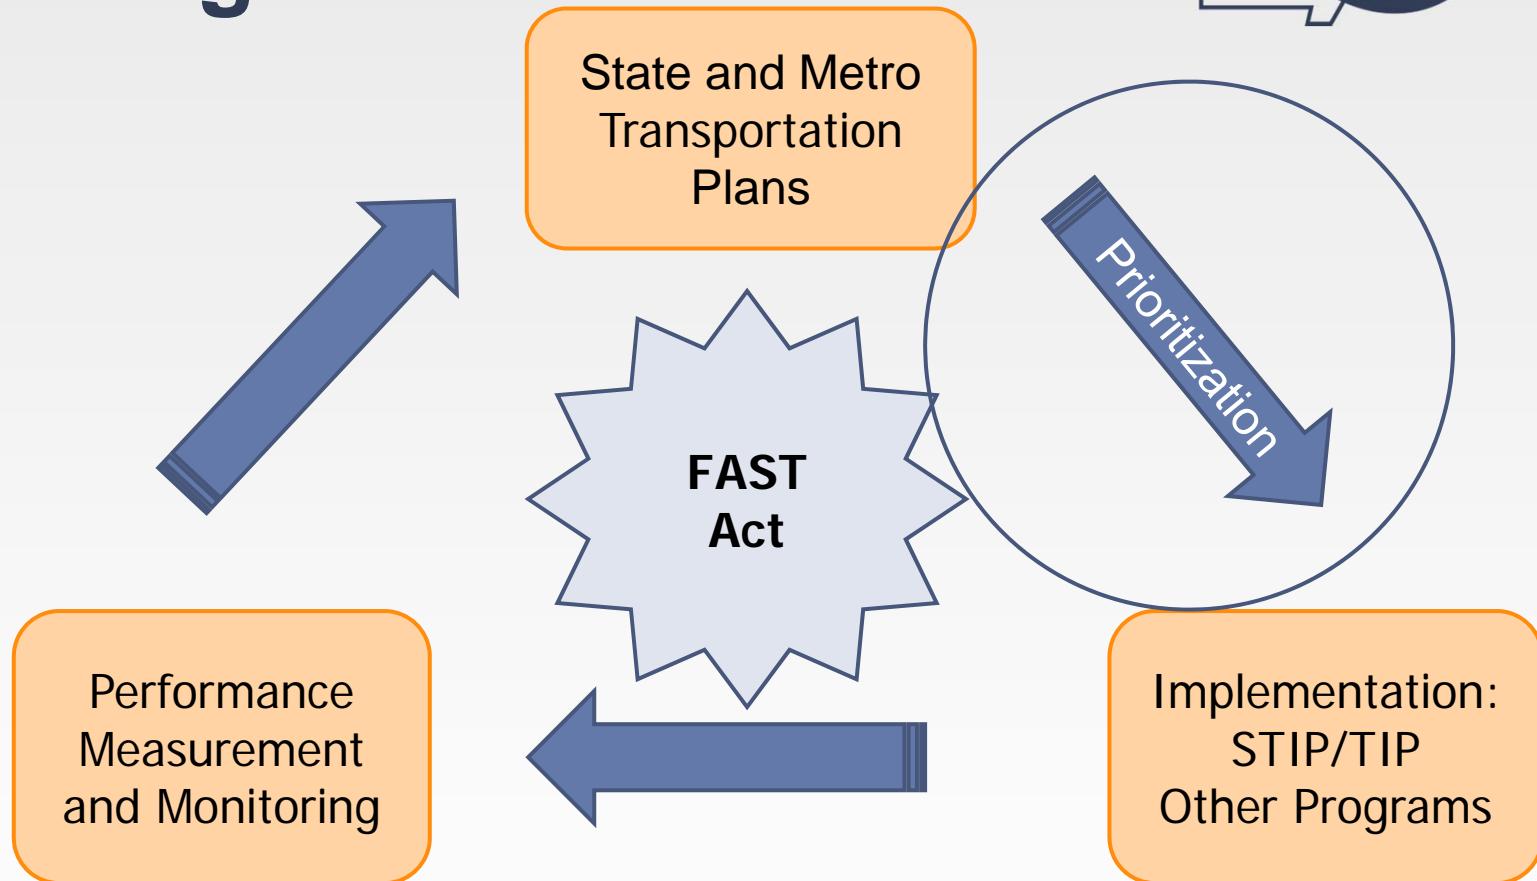 State and Metro
Transportation
Plans
Prioritization
FAST
Act
Performance
Measurement
and Monitoring
Implementation:
STIP/TIP
Other Programs